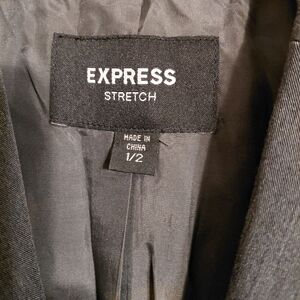 EXPRESS
STRETCH
MADE IN
CHINA
1/2